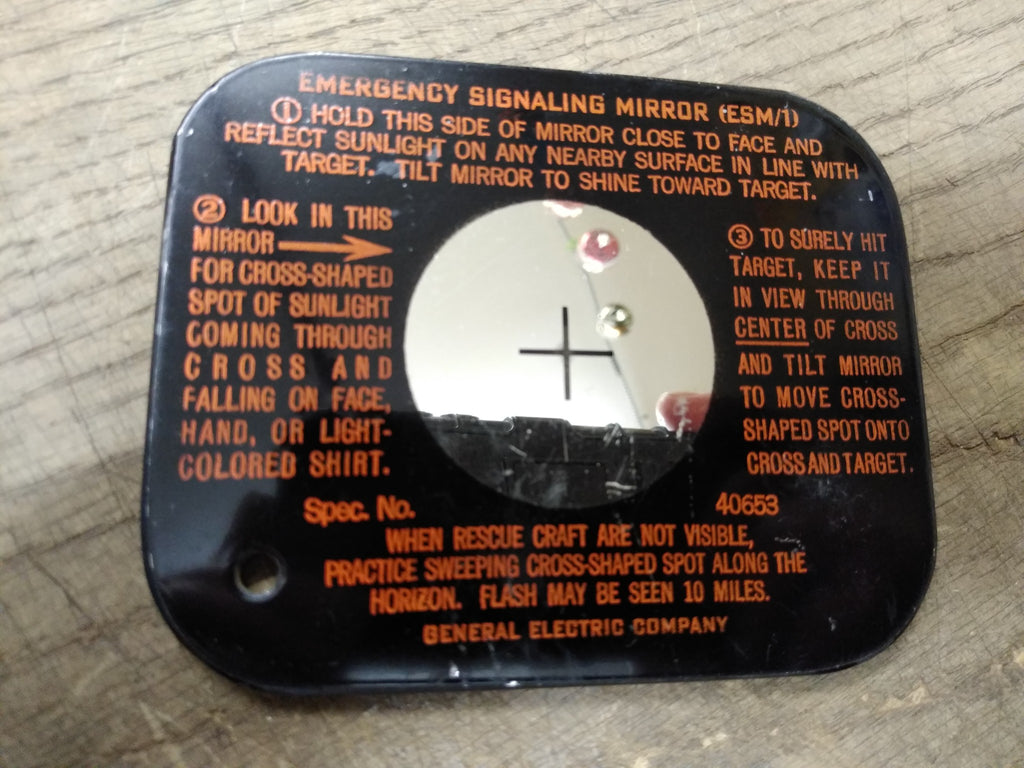 EMERGENCY SIGNALING MIRROR (ESM/1)
① HOLD THIS SIDE OF MIRROR CLOSE TO FACE AND
REFLECT SUNLIGHT ON ANY NEARBY SURFACE IN LINE WITH
TARGET. TILT MIRROR TO SHINE TOWARD TARGET.
② LOOK IN THIS
MIRROR
FOR CROSS-SHAPED
SPOT OF SUNLIGHT
COMING THROUGH
CROSS AND
FALLING ON FACE,
HAND, OR LIGHT-
COLORED SHIRT.
③ TO SURELY HIT
TARGET, KEEP IT
IN VIEW THROUGH
CENTER OF CROSS
AND TILT MIRROR
TO MOVE CROSS-
SHAPED SPOT ONTO
CROSS AND TARGET.
Spec. No. 40653
WHEN RESCUE CRAFT ARE NOT VISIBLE,
PRACTICE SWEEPING CROSS-SHAPED SPOT ALONG THE
HORIZON. FLASH MAY BE SEEN 10 MILES.
GENERAL ELECTRIC COMPANY